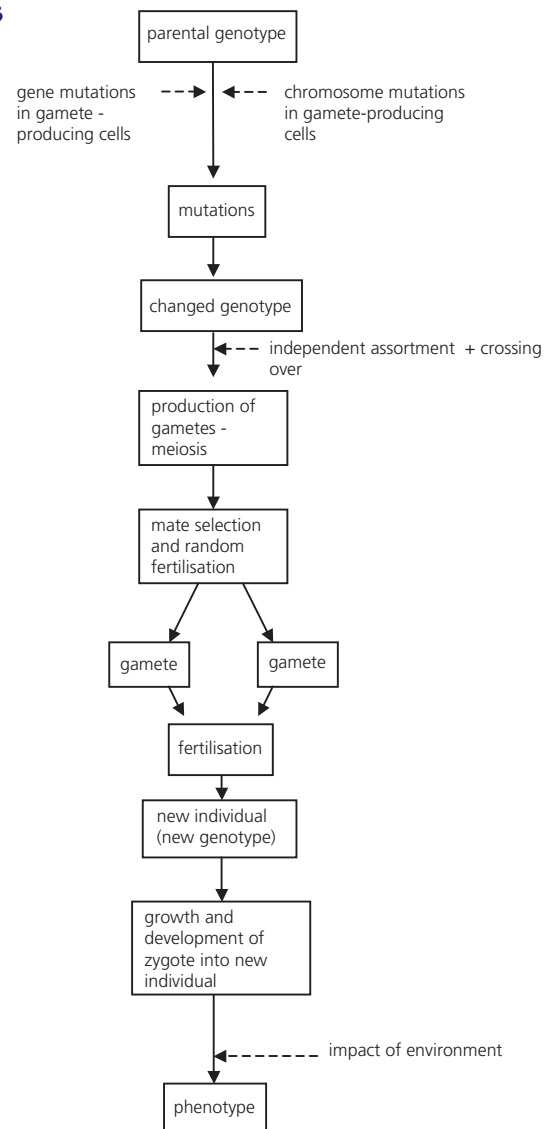 parental genotype
gene mutations
in gamete -
producing cells
chromosome mutations
in gamete-producing
cells
mutations
changed genotype
independent assortment + crossing
over
production of
gametes -
meiosis
mate selection
and random
fertilisation
gamete
gamete
fertilisation
new individual
(new genotype)
growth and
development of
zygote into new
individual
impact of environment
phenotype